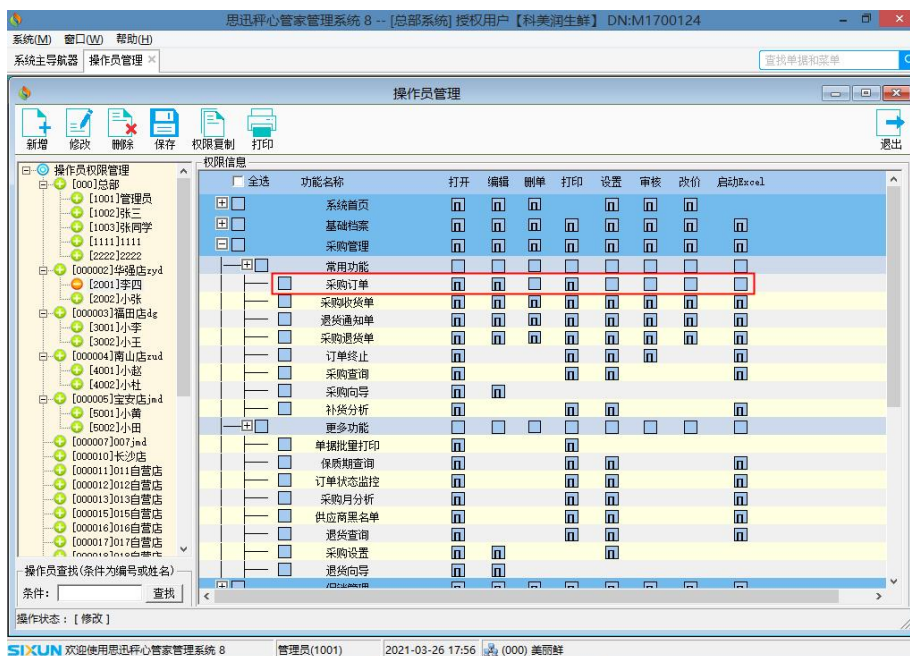 思迅秤心管家管理系统 8 -- [总部系统] 授权用户【科美润生鲜】 DN:M1700124
系统(M) 窗口(W) 帮助(H)
系统主导航器 操作员管理 ×
查找单据和菜单
操作员管理
新增 修改 删除 保存 权限复制 打印 退出
操作员权限管理
[000]总部
[1001]管理员
[1002]张三
[1003]张同学
[1111]1111
[2222]2222
[000002]华强店zyd
[2001]李四
[2002]小张
[000003]福田店dg
[3001]小李
[3002]小王
[000004]南山店zud
[4001]小赵
[4002]小杜
[000005]宝安店jmd
[5001]小黄
[5002]小田
[000007]007jmd
[000010]长沙店
[000011]011自营店
[000012]012自营店
[000013]013自营店
[000015]015自营店
[000016]016自营店
[000017]017自营店
[000018]018自营店
操作员查找(条件为编号或姓名)
条件: 查找
权限信息
全选 功能名称 打开 编辑 删单 打印 设置 审核 改价 启动Excel
系统首页
基础档案
采购管理
常用功能
采购订单
采购收货单
退货通知单
采购退货单
订单终止
采购查询
采购向导
补货分析
更多功能
单据批量打印
保质期查询
订单状态监控
采购月分析
供应商黑名单
退货查询
采购设置
退货向导
促销管理
操作状态: [修改]
SIXUN 欢迎使用思迅秤心管家管理系统 8 管理员(1001) 2021-03-26 17:56 (000) 美丽鲜